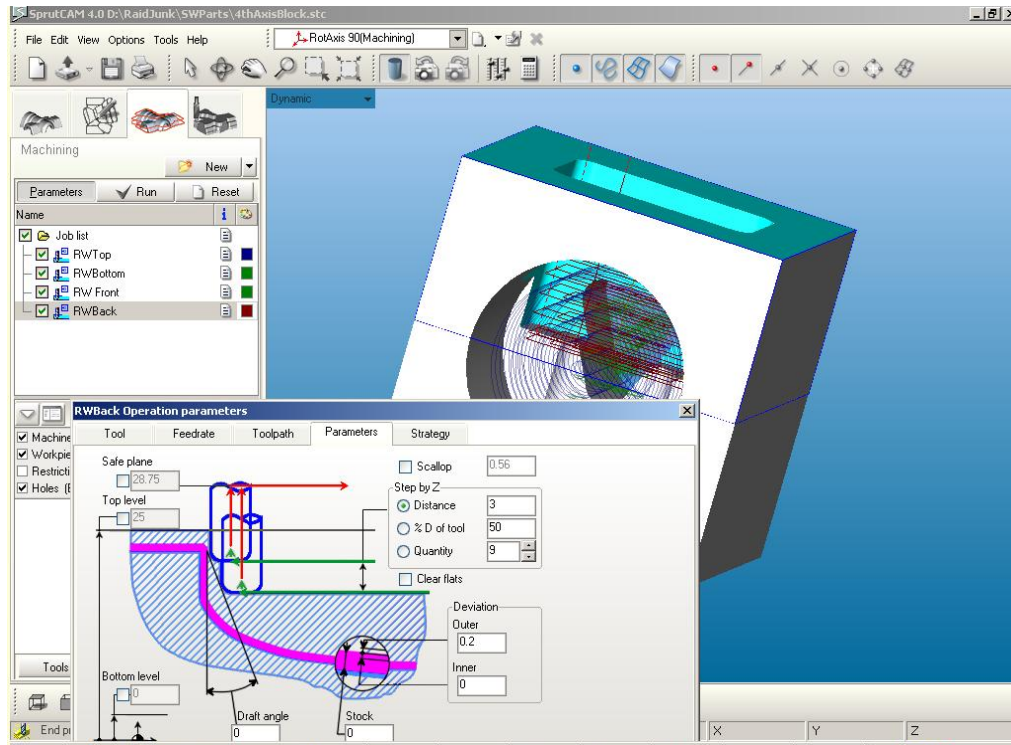 SprutCAM 4.0 D:\RaidJunk\SWParts\4thAxisBlock.stc
File Edit View Options Tools Help
RotAxis 90(Machining)
Dynamic
Machining
New
Parameters Run Reset
Name i
Job list
RWTop
RWBottom
RW Front
RWBack
RWBack Operation parameters
Tool Feedrate Toolpath Parameters Strategy
Machine
Workpie
Restricti
Holes (E
Tools
End p
Safe plane
28.75
Top level
25
Bottom level
0
Draft angle
0
Stock
0
Scallop 0.56
Step by Z
Distance 3
% D of tool 50
Quantity 9
Clear flats
Deviation
Outer
0.2
Inner
0
X Y Z